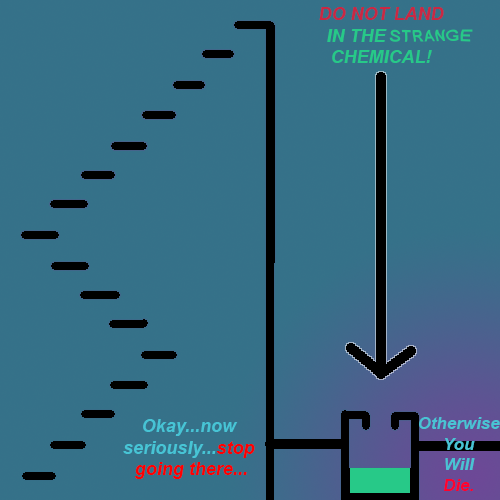 DO NOT LAND
IN THE STRANGE
CHEMICAL!
Okay...now
seriously...stop
going there...
Otherwise
You
Will
Die.